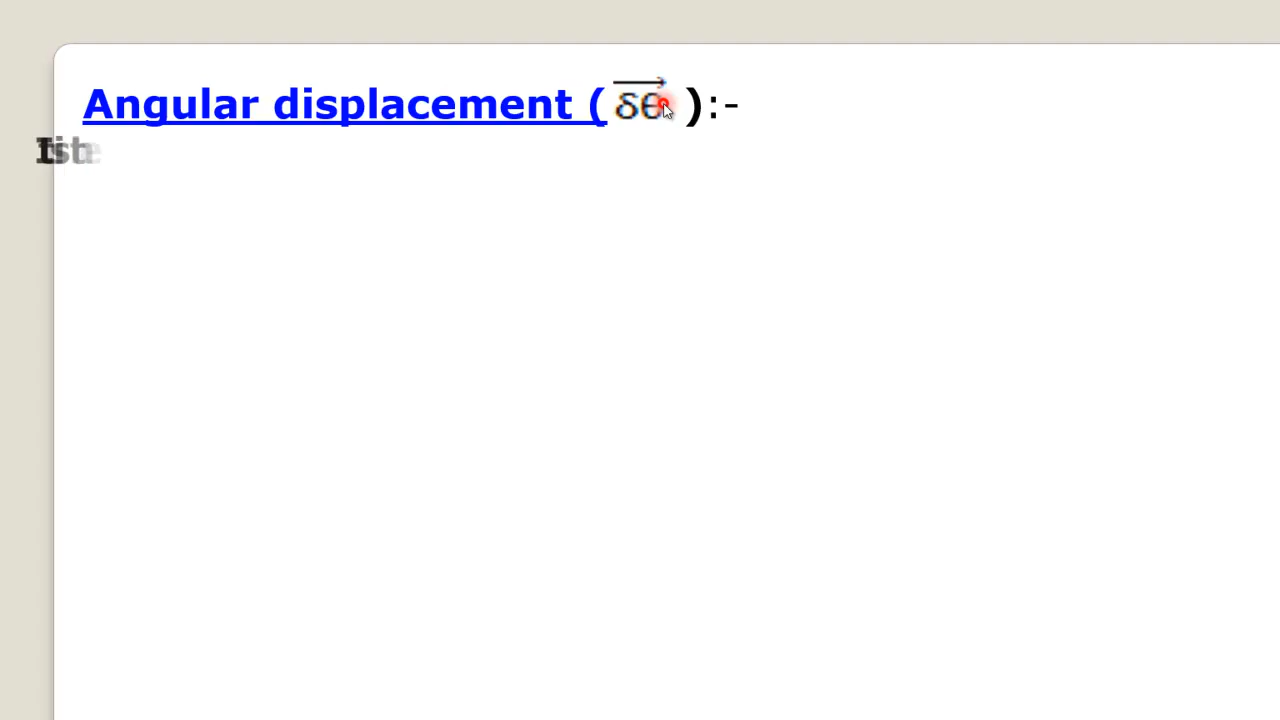 Angular displacement ( δθ ):-